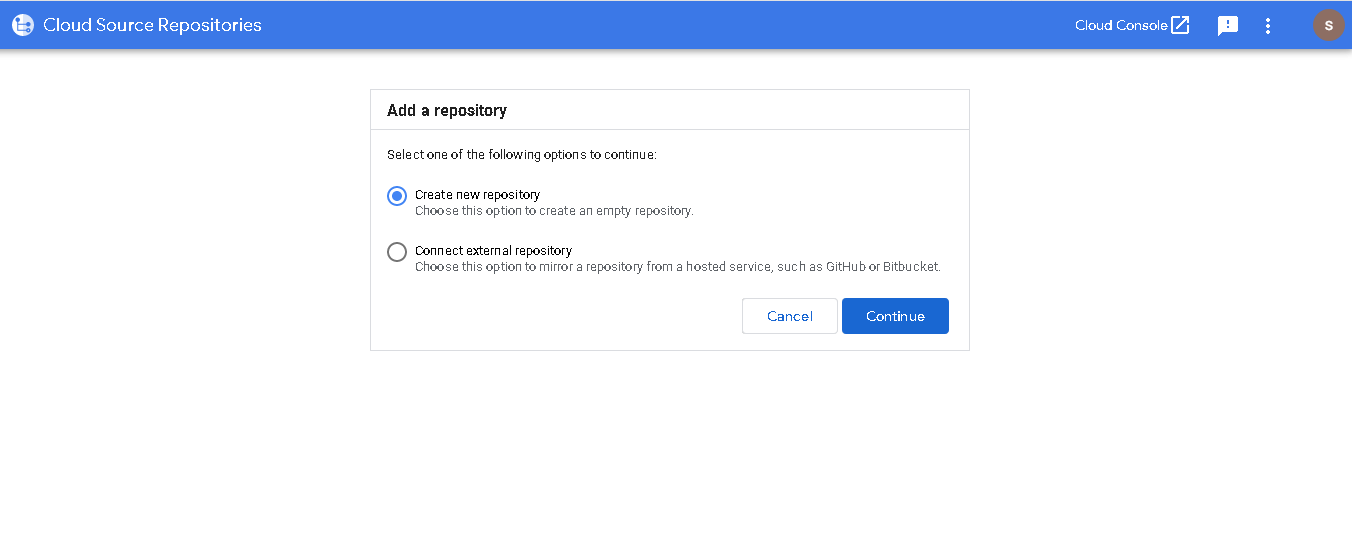 Cloud Source Repositories
Cloud Console
S
Add a repository
Select one of the following options to continue:
Create new repository
Choose this option to create an empty repository.
Connect external repository
Choose this option to mirror a repository from a hosted service, such as GitHub or Bitbucket.
Cancel Continue